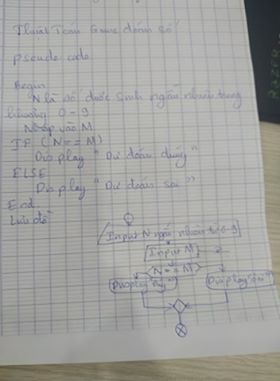 Thuật Toán Game đoán số
Pseudo code
Begin
N là số được sinh ngẫu nhiên trong
khoảng 0 - 9
Nhập vào M
IF (N == M)
Display "Dự đoán đúng"
ELSE
Display "Dự đoán sai"
End
Lưu đồ
Input N ngẫu nhiên từ 0-9
Input M
N == M
Display "đúng"
Display "sai"